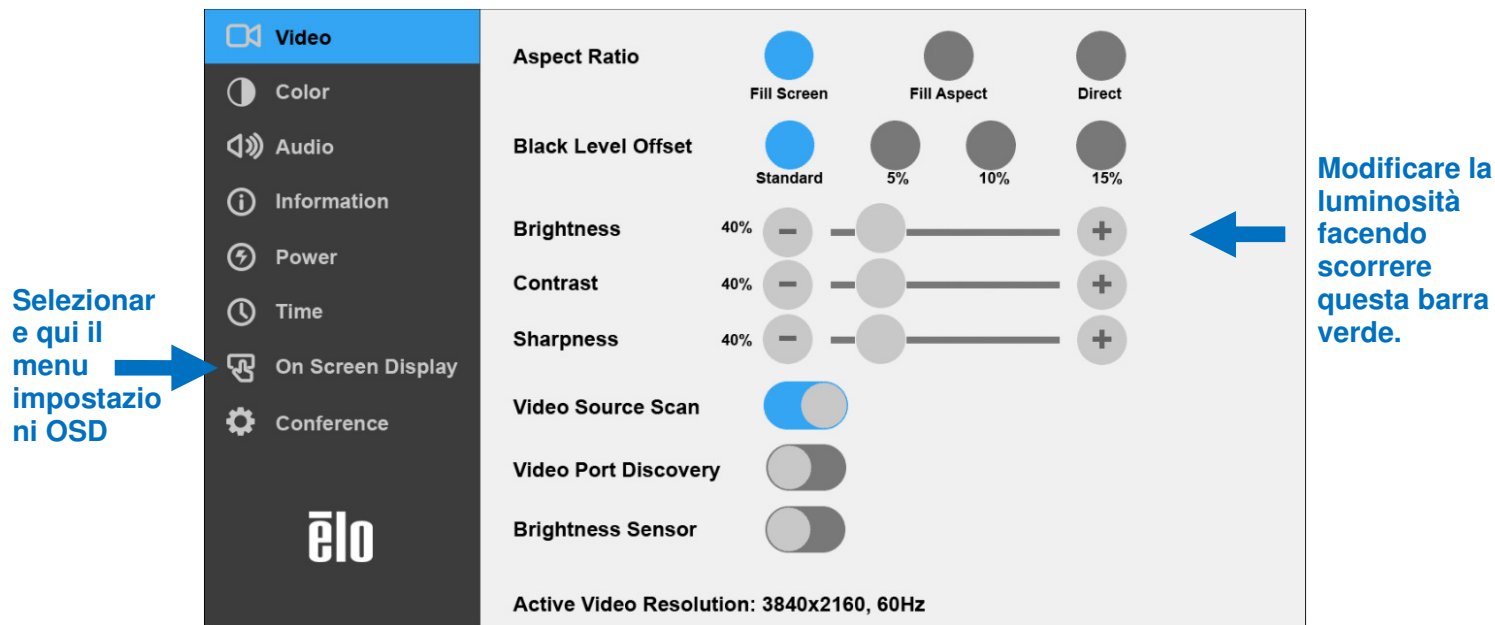 Selezionar
e qui il
menu
impostazio
ni OSD
Video
Color
Audio
Information
Power
Time
On Screen Display
Conference
ēlo
Aspect Ratio
Fill Screen Fill Aspect Direct
Black Level Offset
Standard 5% 10% 15%
Brightness 40% − +
Contrast 40% − +
Sharpness 40% − +
Video Source Scan
Video Port Discovery
Brightness Sensor
Active Video Resolution: 3840x2160, 60Hz
Modificare la
luminosità
facendo
scorrere
questa barra
verde.